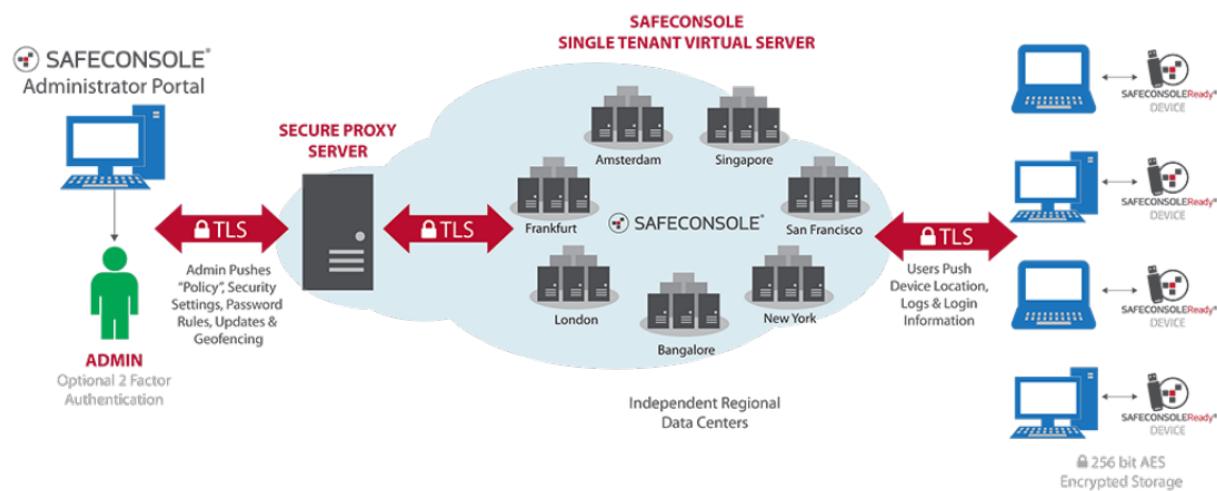 SAFECONSOLE®
Administrator Portal
ADMIN
Optional 2 Factor
Authentication
TLS
Admin Pushes
"Policy", Security
Settings, Password
Rules, Updates &
Geofencing
SECURE PROXY
SERVER
TLS
SAFECONSOLE
SINGLE TENANT VIRTUAL SERVER
Amsterdam
Singapore
Frankfurt
SAFECONSOLE®
San Francisco
London
New York
Bangalore
Independent Regional
Data Centers
TLS
Users Push
Device Location,
Logs & Login
Information
SAFECONSOLEReady®
DEVICE
SAFECONSOLEReady®
DEVICE
SAFECONSOLEReady®
DEVICE
SAFECONSOLEReady®
DEVICE
256 bit AES
Encrypted Storage